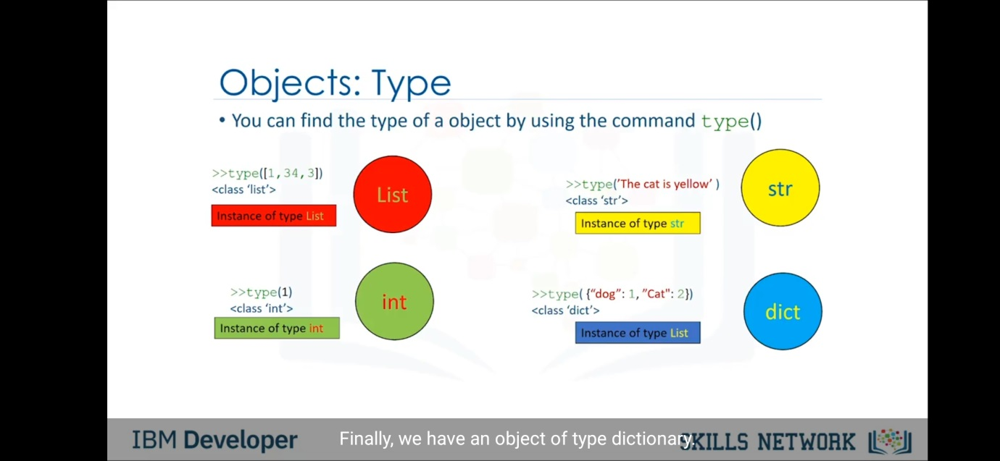 Objects: Type
• You can find the type of a object by using the command type()
>>type([1,34,3])
<class ‘list’>
Instance of type List
List
>>type(’The cat is yellow’ )
<class ‘str’>
Instance of type str
str
>>type(1)
<class ‘int’>
Instance of type int
int
>>type( {“dog”: 1, ”Cat": 2})
<class ‘dict’>
Instance of type List
dict
IBM Developer
Finally, we have an object of type dictionary.
SKILLS NETWORK